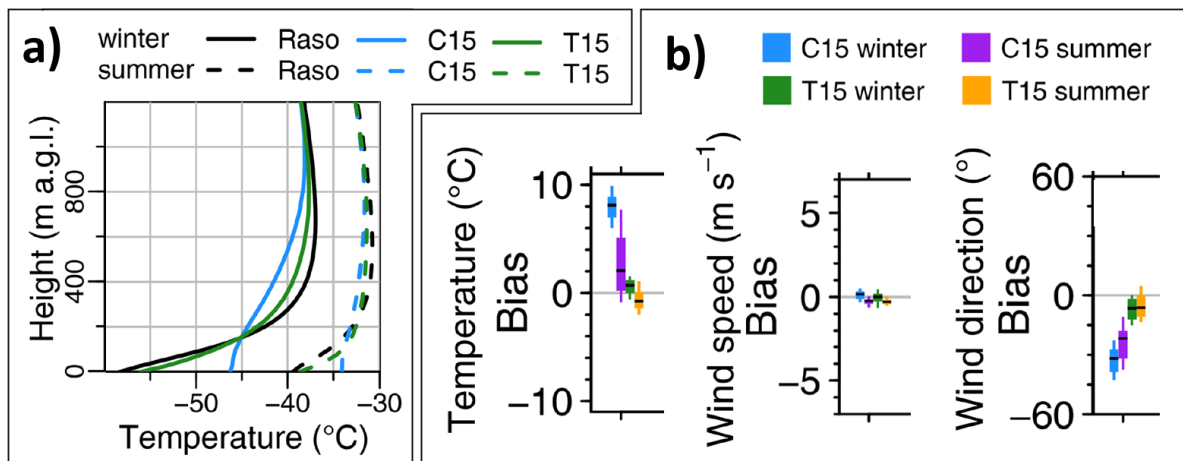 a)
winter Raso C15 T15
summer Raso C15 T15
Height (m a.g.l.)
800
400
0
−50 −40 −30
Temperature (°C)
b)
C15 winter C15 summer
T15 winter T15 summer
Temperature (°C)
Bias
10
0
−10
Wind speed (m s⁻¹)
Bias
5
0
−5
Wind direction (°)
Bias
60
0
−60